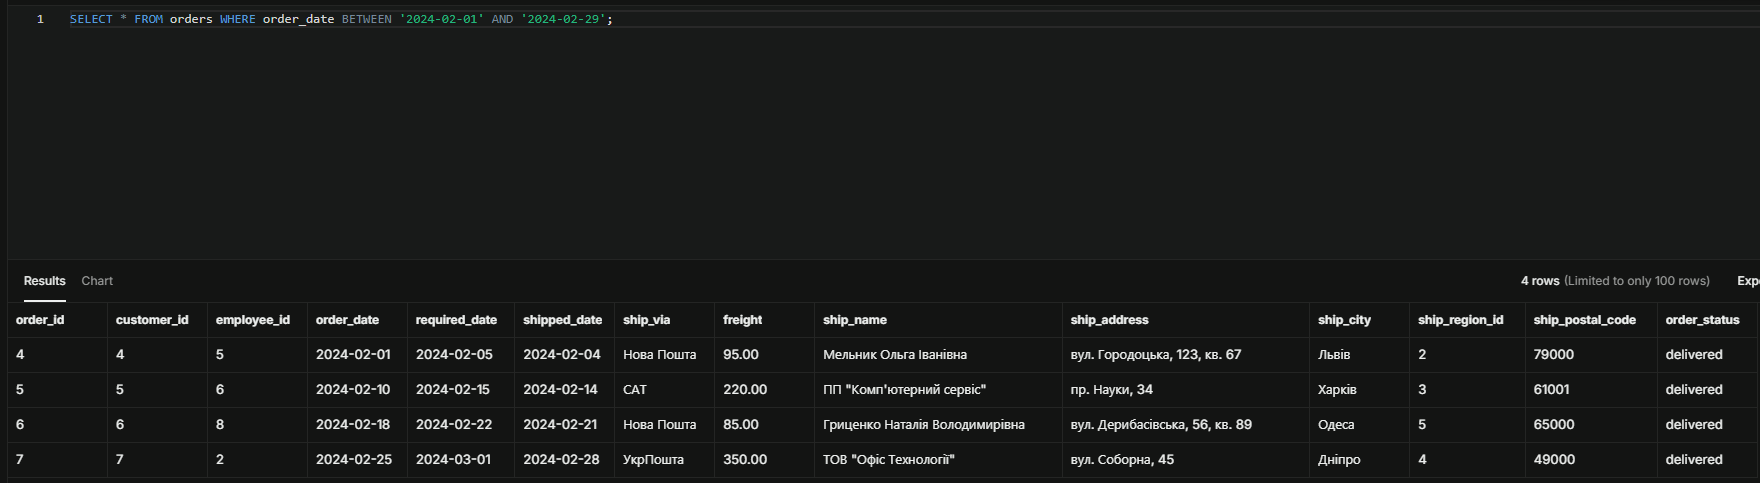 1 SELECT * FROM orders WHERE order_date BETWEEN '2024-02-01' AND '2024-02-29';
Results Chart 4 rows (Limited to only 100 rows) Expo
order_id customer_id employee_id order_date required_date shipped_date ship_via freight ship_name ship_address ship_city ship_region_id ship_postal_code order_status
4 4 5 2024-02-01 2024-02-05 2024-02-04 Нова Пошта 95.00 Мельник Ольга Іванівна вул. Городоцька, 123, кв. 67 Львів 2 79000 delivered
5 5 6 2024-02-10 2024-02-15 2024-02-14 САТ 220.00 ПП "Комп'ютерний сервіс" пр. Науки, 34 Харків 3 61001 delivered
6 6 8 2024-02-18 2024-02-22 2024-02-21 Нова Пошта 85.00 Гриценко Наталія Володимирівна вул. Дерибасівська, 56, кв. 89 Одеса 5 65000 delivered
7 7 2 2024-02-25 2024-03-01 2024-02-28 УкрПошта 350.00 ТОВ "Офіс Технології" вул. Соборна, 45 Дніпро 4 49000 delivered